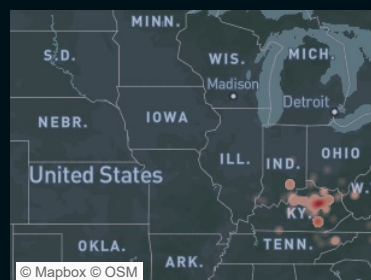 MINN.
S.D.
WIS.
MICH.
Madison
Detroit
NEBR.
IOWA
ILL.
IND.
OHIO
United States
W.
KY.
OKLA.
TENN.
ARK.
© Mapbox © OSM